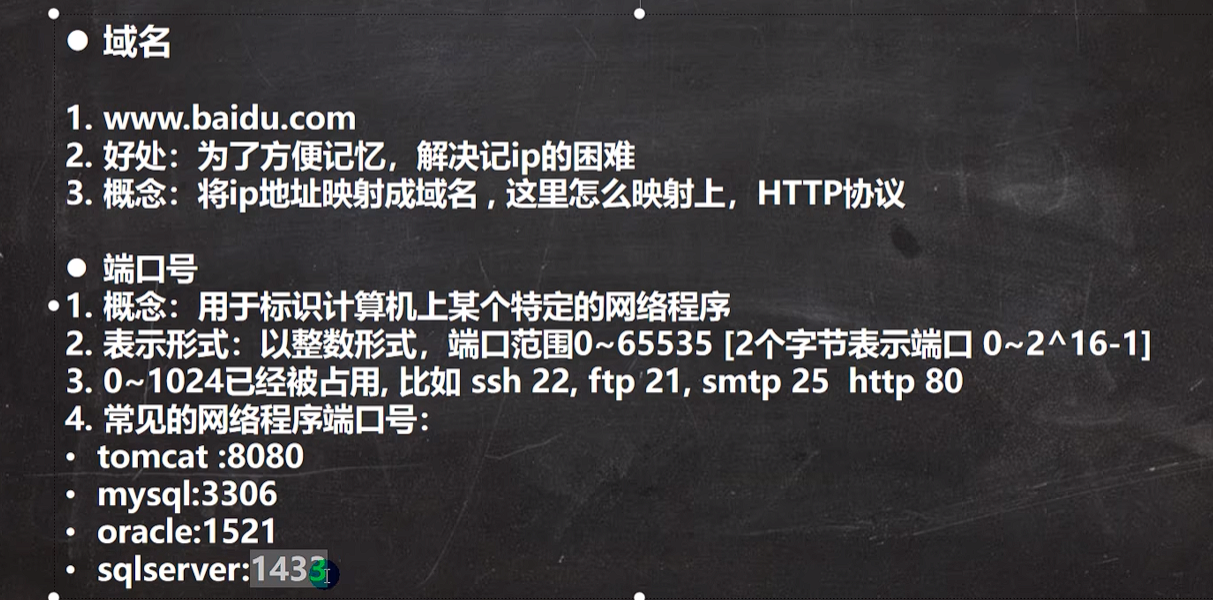 ● 域名
1. www.baidu.com
2. 好处：为了方便记忆，解决记ip的困难
3. 概念：将ip地址映射成域名 , 这里怎么映射上，HTTP协议
● 端口号
1. 概念：用于标识计算机上某个特定的网络程序
2. 表示形式：以整数形式，端口范围0~65535 [2个字节表示端口 0~2^16-1]
3. 0~1024已经被占用, 比如 ssh 22, ftp 21, smtp 25 http 80
4. 常见的网络程序端口号：
• tomcat :8080
• mysql:3306
• oracle:1521
• sqlserver:1433